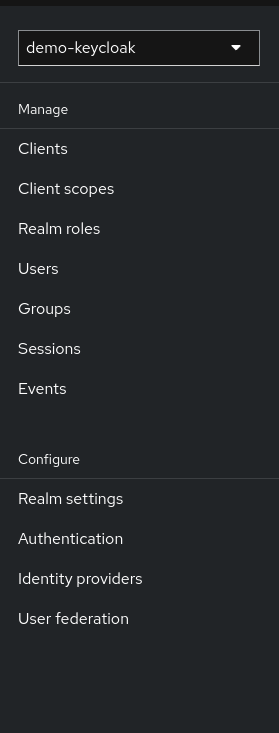 demo-keycloak
Manage
Clients
Client scopes
Realm roles
Users
Groups
Sessions
Events
Configure
Realm settings
Authentication
Identity providers
User federation